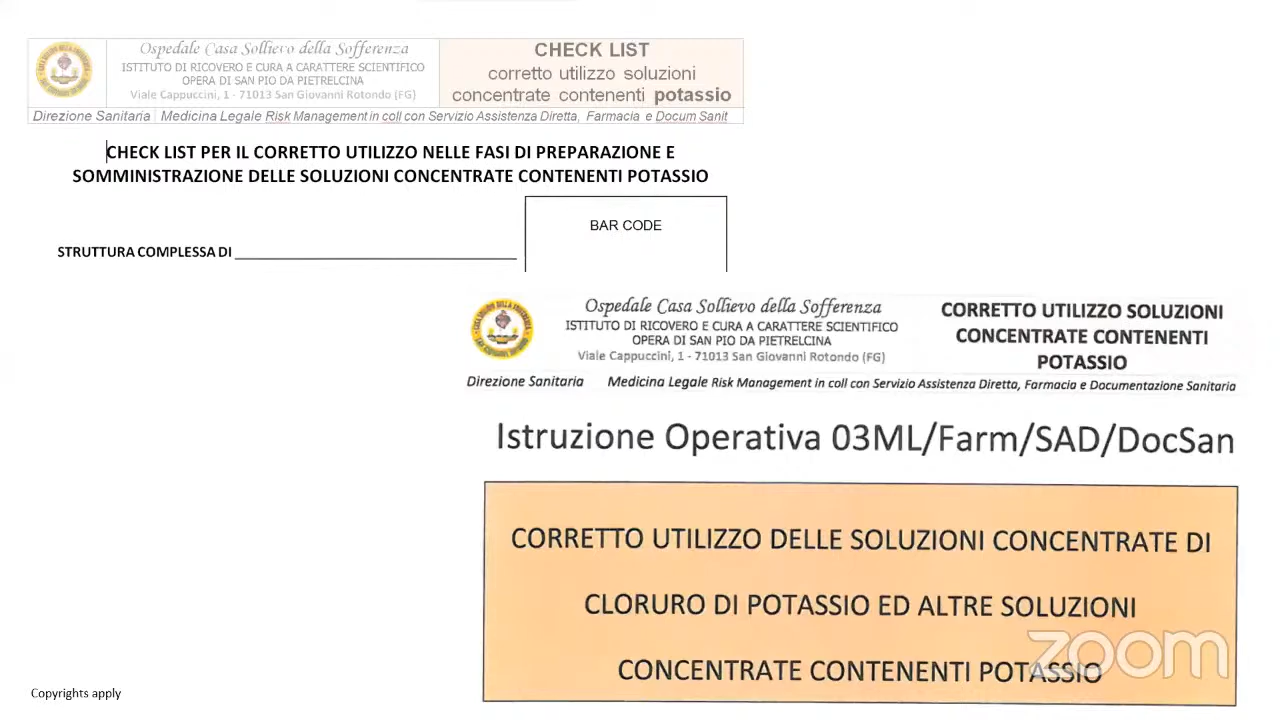 Ospedale Casa Sollievo della Sofferenza
ISTITUTO DI RICOVERO E CURA A CARATTERE SCIENTIFICO
OPERA DI SAN PIO DA PIETRELCINA
Viale Cappuccini, 1 - 71013 San Giovanni Rotondo (FG)
CHECK LIST
corretto utilizzo soluzioni
concentrate contenenti potassio
Direzione Sanitaria Medicina Legale Risk Management in coll con Servizio Assistenza Diretta, Farmacia e Docum Sanit
CHECK LIST PER IL CORRETTO UTILIZZO NELLE FASI DI PREPARAZIONE E
SOMMINISTRAZIONE DELLE SOLUZIONI CONCENTRATE CONTENENTI POTASSIO
BAR CODE
STRUTTURA COMPLESSA DI
Ospedale Casa Sollievo della Sofferenza
ISTITUTO DI RICOVERO E CURA A CARATTERE SCIENTIFICO
OPERA DI SAN PIO DA PIETRELCINA
Viale Cappuccini, 1 - 71013 San Giovanni Rotondo (FG)
CORRETTO UTILIZZO SOLUZIONI
CONCENTRATE CONTENENTI
POTASSIO
Direzione Sanitaria Medicina Legale Risk Management in coll con Servizio Assistenza Diretta, Farmacia e Documentazione Sanitaria
Istruzione Operativa 03ML/Farm/SAD/DocSan
CORRETTO UTILIZZO DELLE SOLUZIONI CONCENTRATE DI
CLORURO DI POTASSIO ED ALTRE SOLUZIONI
CONCENTRATE CONTENENTI POTASSIO
zoom
Copyrights apply